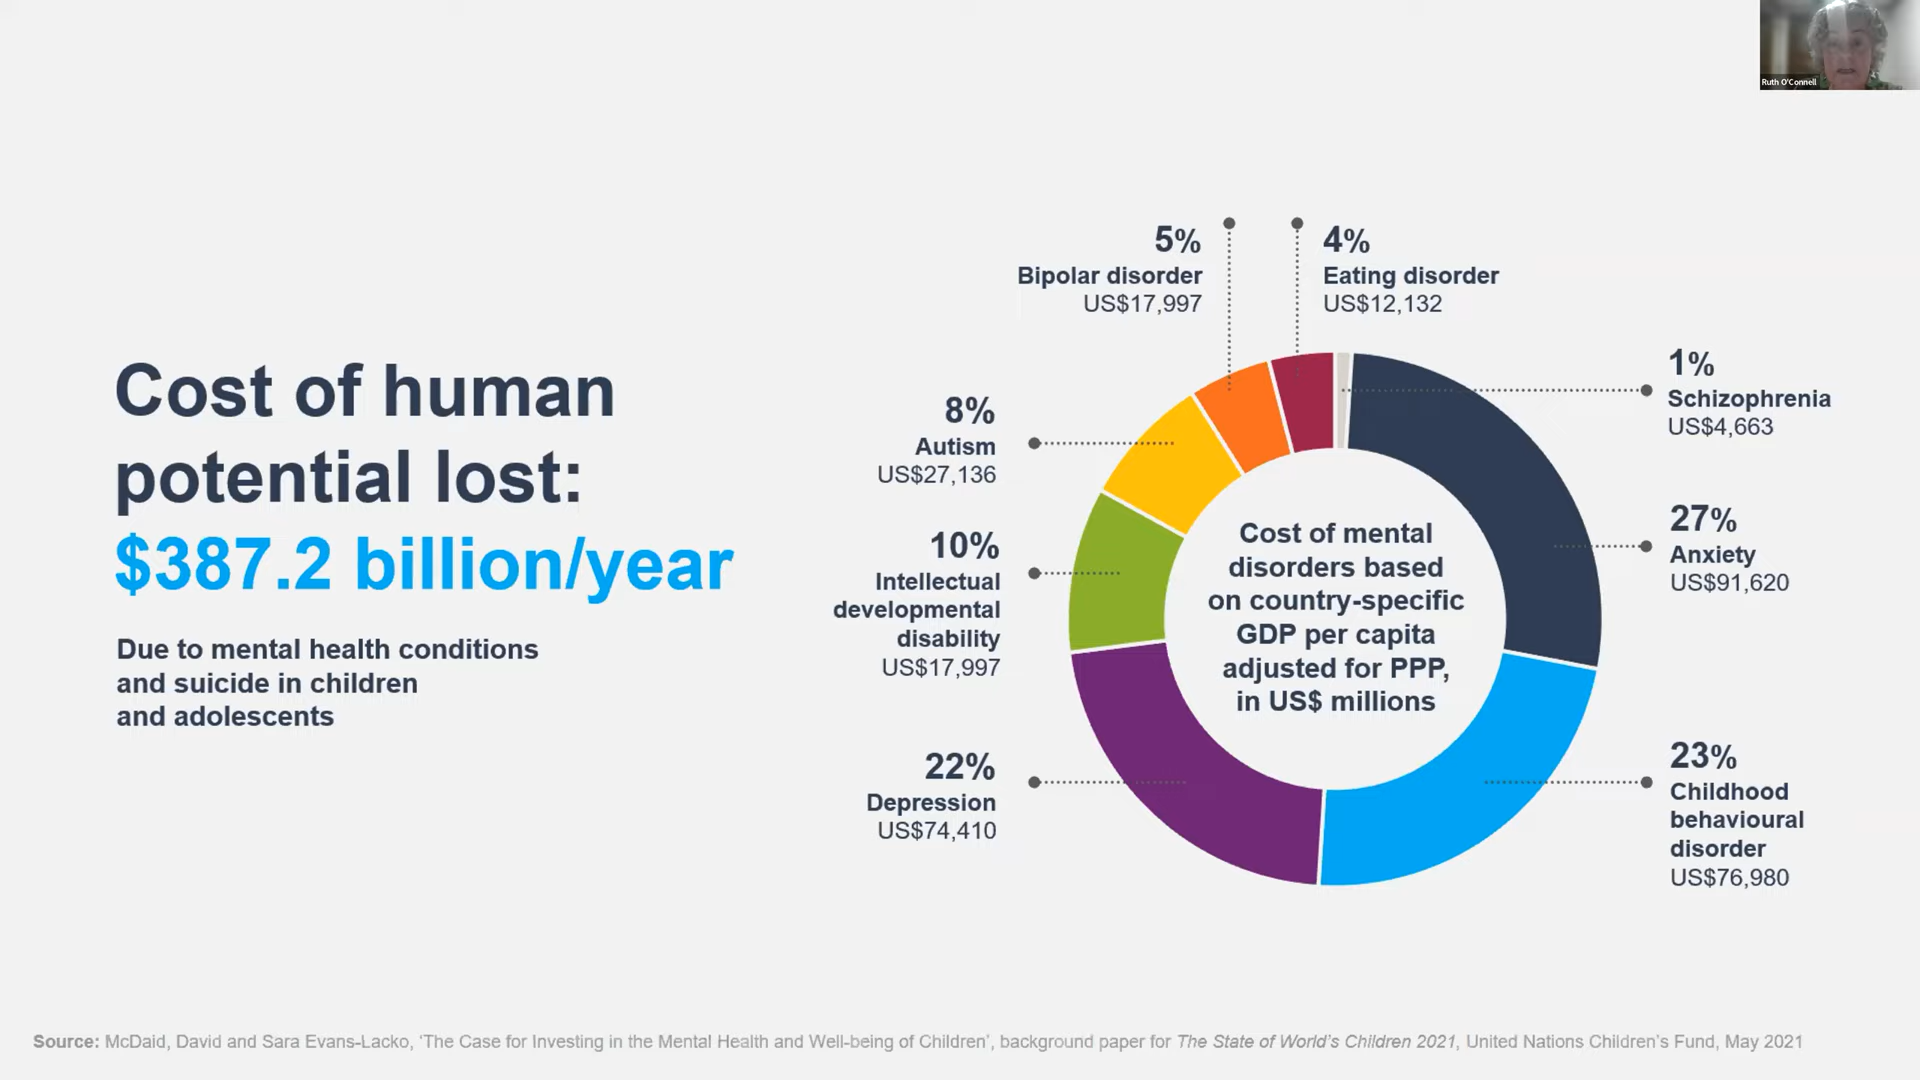 Ruth O'Connell
Cost of human
potential lost:
$387.2 billion/year
Due to mental health conditions
and suicide in children
and adolescents
5%
Bipolar disorder
US$17,997
4%
Eating disorder
US$12,132
1%
Schizophrenia
US$4,663
8%
Autism
US$27,136
27%
Anxiety
US$91,620
10%
Intellectual
developmental
disability
US$17,997
Cost of mental
disorders based
on country-specific
GDP per capita
adjusted for PPP,
in US$ millions
22%
Depression
US$74,410
23%
Childhood
behavioural
disorder
US$76,980
Source: McDaid, David and Sara Evans-Lacko, ‘The Case for Investing in the Mental Health and Well-being of Children’, background paper for The State of World’s Children 2021, United Nations Children’s Fund, May 2021